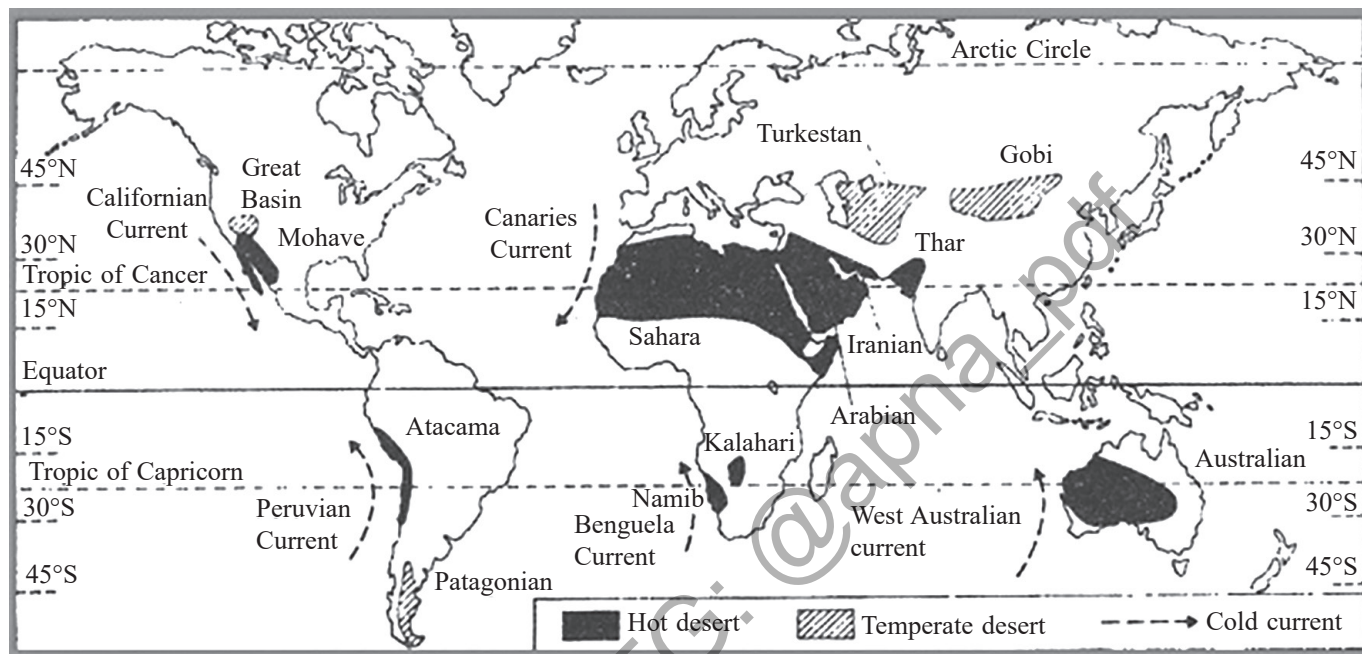 Arctic Circle
Turkestan
Gobi
45°N
Great
Basin
45°N
Californian
Current
Canaries
Current
Mohave
30°N
Thar
30°N
Tropic of Cancer
15°N
15°N
Sahara
Iranian
Equator
Arabian
Atacama
Kalahari
15°S
15°S
Australian
Tropic of Capricorn
Namib
30°S
30°S
Peruvian
Current
Benguela
Current
West Australian
current
45°S
45°S
Patagonian
Hot desert
Temperate desert
Cold current
TG: @apna_pdf